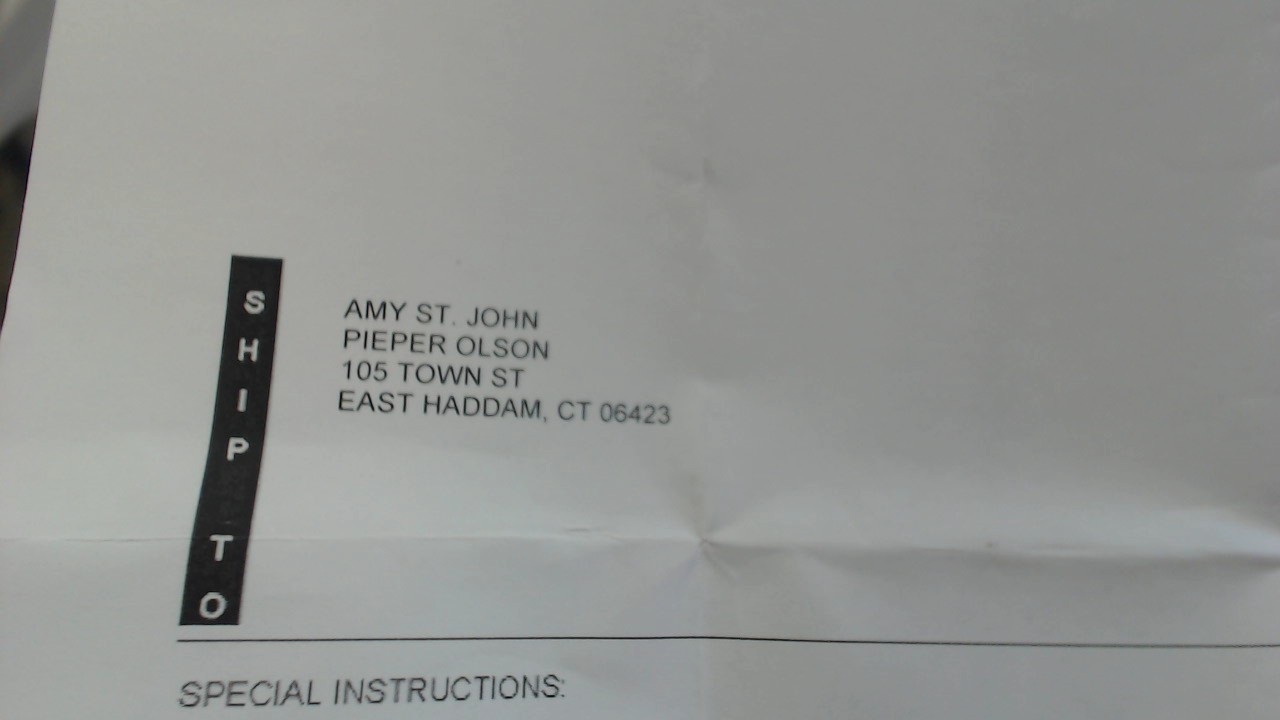 SHIP TO
AMY ST. JOHN
PIEPER OLSON
105 TOWN ST
EAST HADDAM, CT 06423
SPECIAL INSTRUCTIONS: